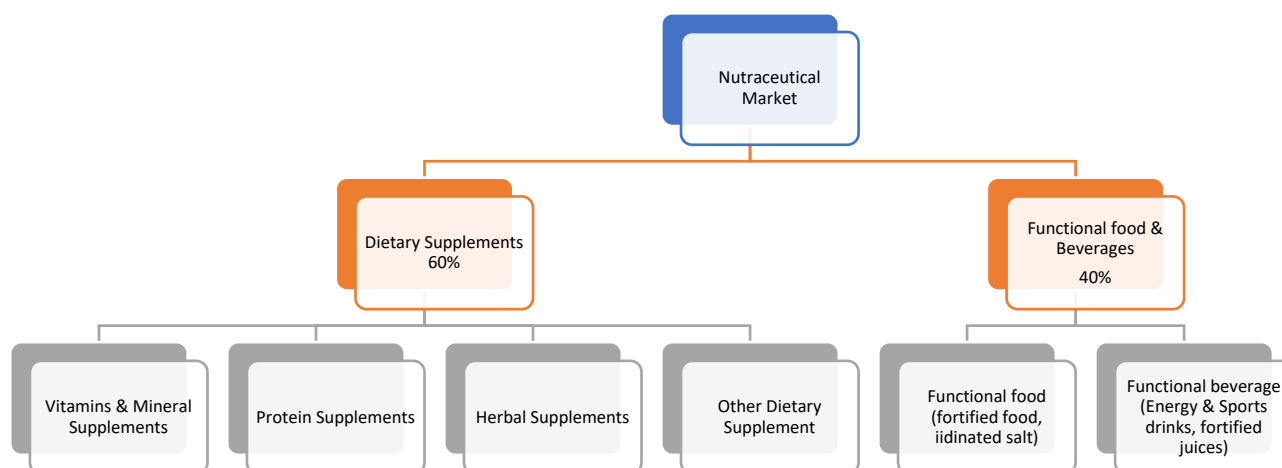 Nutraceutical
Market
Dietary Supplements
60%
Functional food &
Beverages
40%
Vitamins & Mineral
Supplements
Protein Supplements
Herbal Supplements
Other Dietary
Supplement
Functional food
(fortified food,
iidinated salt)
Functional beverage
(Energy & Sports
drinks, fortified
juices)